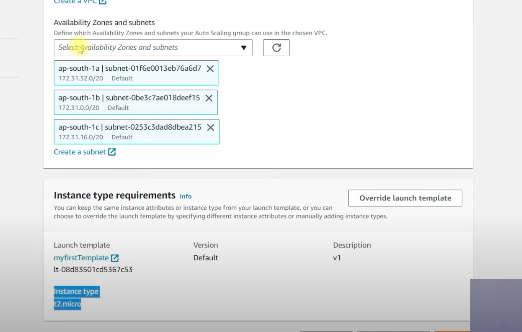 Create a VPC
Availability Zones and subnets
Define which Availability Zones and subnets your Auto Scaling group can use in the chosen VPC.
Select Availability Zones and subnets
ap-south-1a | subnet-01f6e0013eb76a6d7
172.31.32.0/20 Default
ap-south-1b | subnet-0be3c7ae018deef15
172.31.0.0/20 Default
ap-south-1c | subnet-0253c3dad8dbea215
172.31.16.0/20 Default
Create a subnet
Instance type requirements Info
Override launch template
You can keep the same instance attributes or instance type from your launch template, or you can
choose to override the launch template by specifying different instance attributes or manually adding instance types.
Launch template Version Description
myfirstTemplate Default v1
lt-08d83501cd5367c53
Instance type
t2.micro